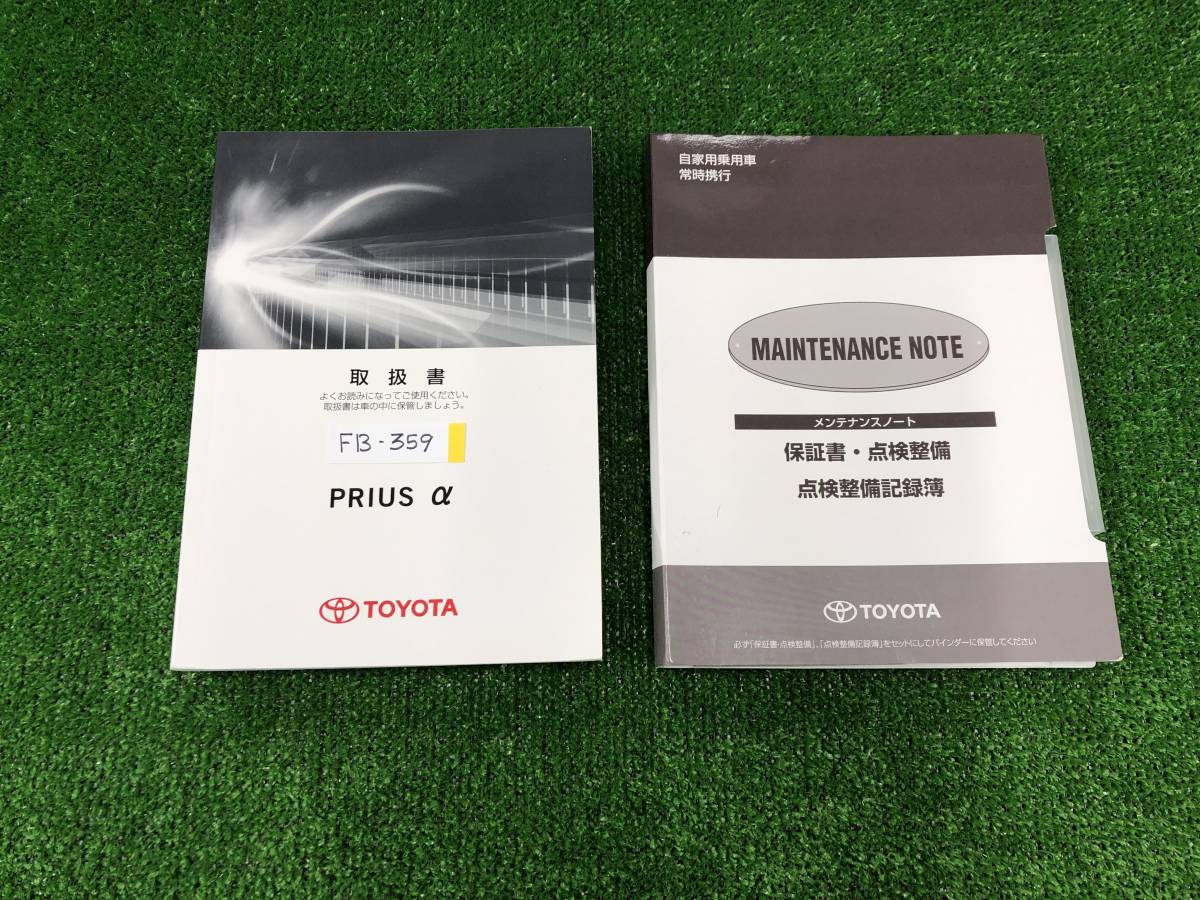 取扱書
よくお読みになってご使用ください。
取扱書は車の中に保管しましょう。
FB-359
PRIUS α
TOYOTA
自家用乗用車
常時携行
MAINTENANCE NOTE
メンテナンスノート
保証書・点検整備
点検整備記録簿
TOYOTA
必ず「保証書・点検整備」、「点検整備記録簿」をセットにしてバインダーに保管してください